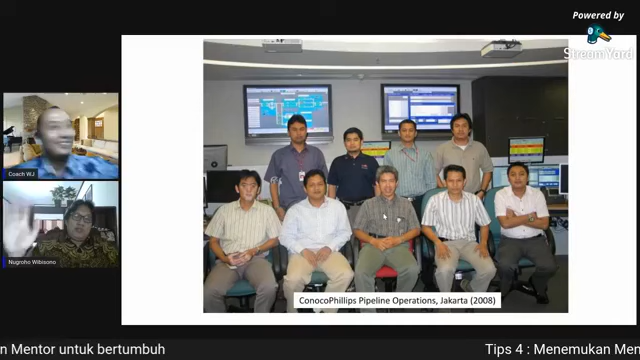 Powered by
StreamYard
Coach WJ
Nugroho Wibisono
ConocoPhillips Pipeline Operations, Jakarta (2008)
n Mentor untuk bertumbuh
Tips 4 : Menemukan Men